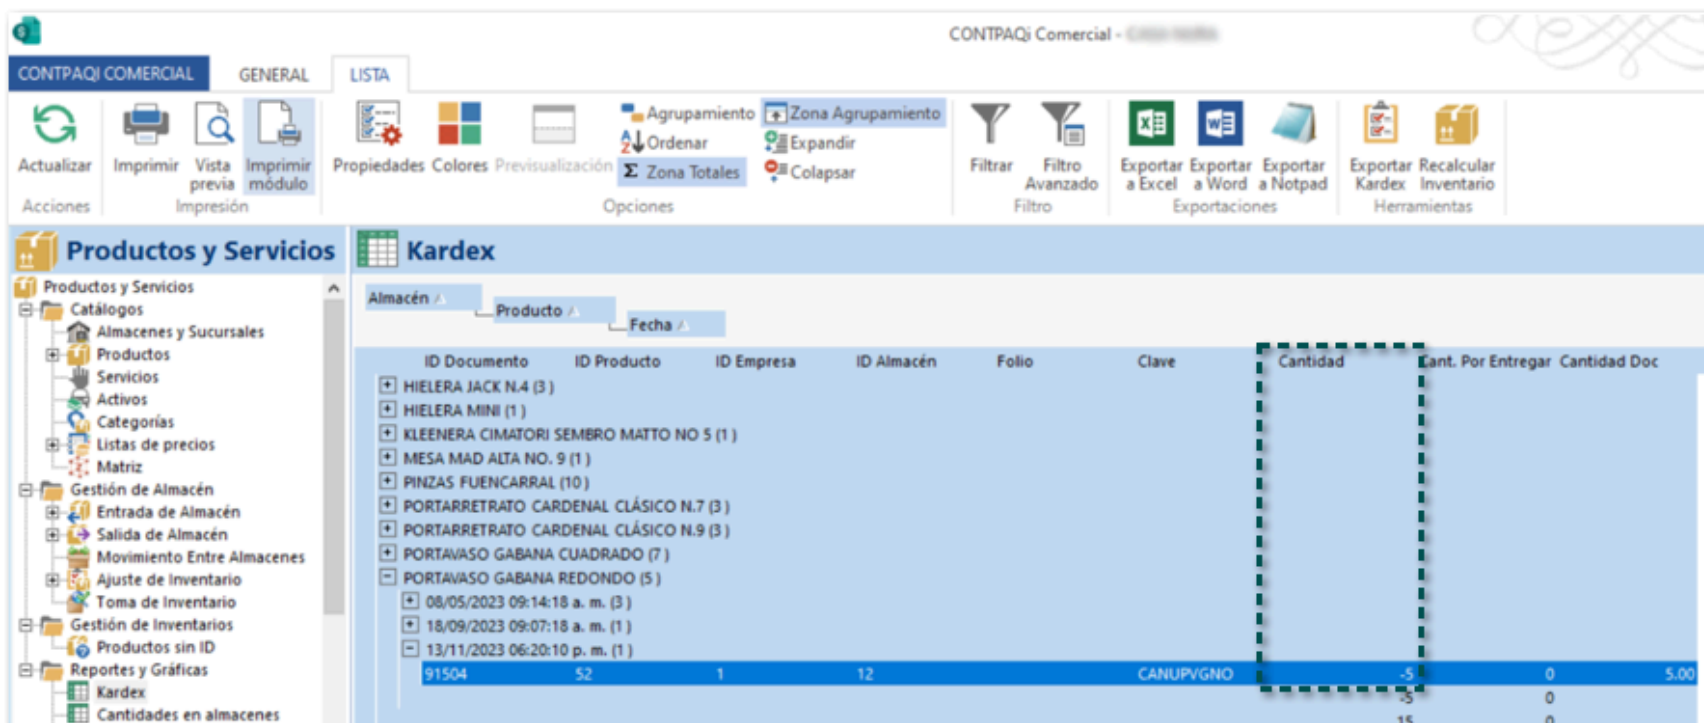 CONTPAQi Comercial -
CONTPAQI COMERCIAL GENERAL LISTA
Actualizar
Acciones
Imprimir
Vista previa
Imprimir módulo
Impresión
Propiedades
Colores
Previsualización
Agrupamiento
Ordenar
Σ Zona Totales
Zona Agrupamiento
Expandir
Colapsar
Opciones
Filtrar
Filtro Avanzado
Filtro
Exportar a Excel
Exportar a Word
Exportar a Notpad
Exportaciones
Exportar Kardex
Recalcular Inventario
Herramientas
Productos y Servicios
Productos y Servicios
Catálogos
Almacenes y Sucursales
Productos
Servicios
Activos
Categorías
Listas de precios
Matriz
Gestión de Almacén
Entrada de Almacén
Salida de Almacén
Movimiento Entre Almacenes
Ajuste de Inventario
Toma de Inventario
Gestión de Inventarios
Productos sin ID
Reportes y Gráficas
Kardex
Cantidades en almacenes
Kardex
Almacén
Producto
Fecha
ID Documento ID Producto ID Empresa ID Almacén Folio Clave Cantidad Cant. Por Entregar Cantidad Doc
HIELERA JACK N.4 (3 )
HIELERA MINI (1 )
KLEENERA CIMATORI SEMBRO MATTO NO 5 (1 )
MESA MAD ALTA NO. 9 (1 )
PINZAS FUENCARRAL (10 )
PORTARRETRATO CARDENAL CLÁSICO N.7 (3 )
PORTARRETRATO CARDENAL CLÁSICO N.9 (3 )
PORTAVASO GABANA CUADRADO (7 )
PORTAVASO GABANA REDONDO (5 )
08/05/2023 09:14:18 a. m. (3 )
18/09/2023 09:07:18 a. m. (1 )
13/11/2023 06:20:10 p. m. (1 )
91504 52 1 12 CANUPVGNO -5 0 5.00
-5 0
15 0